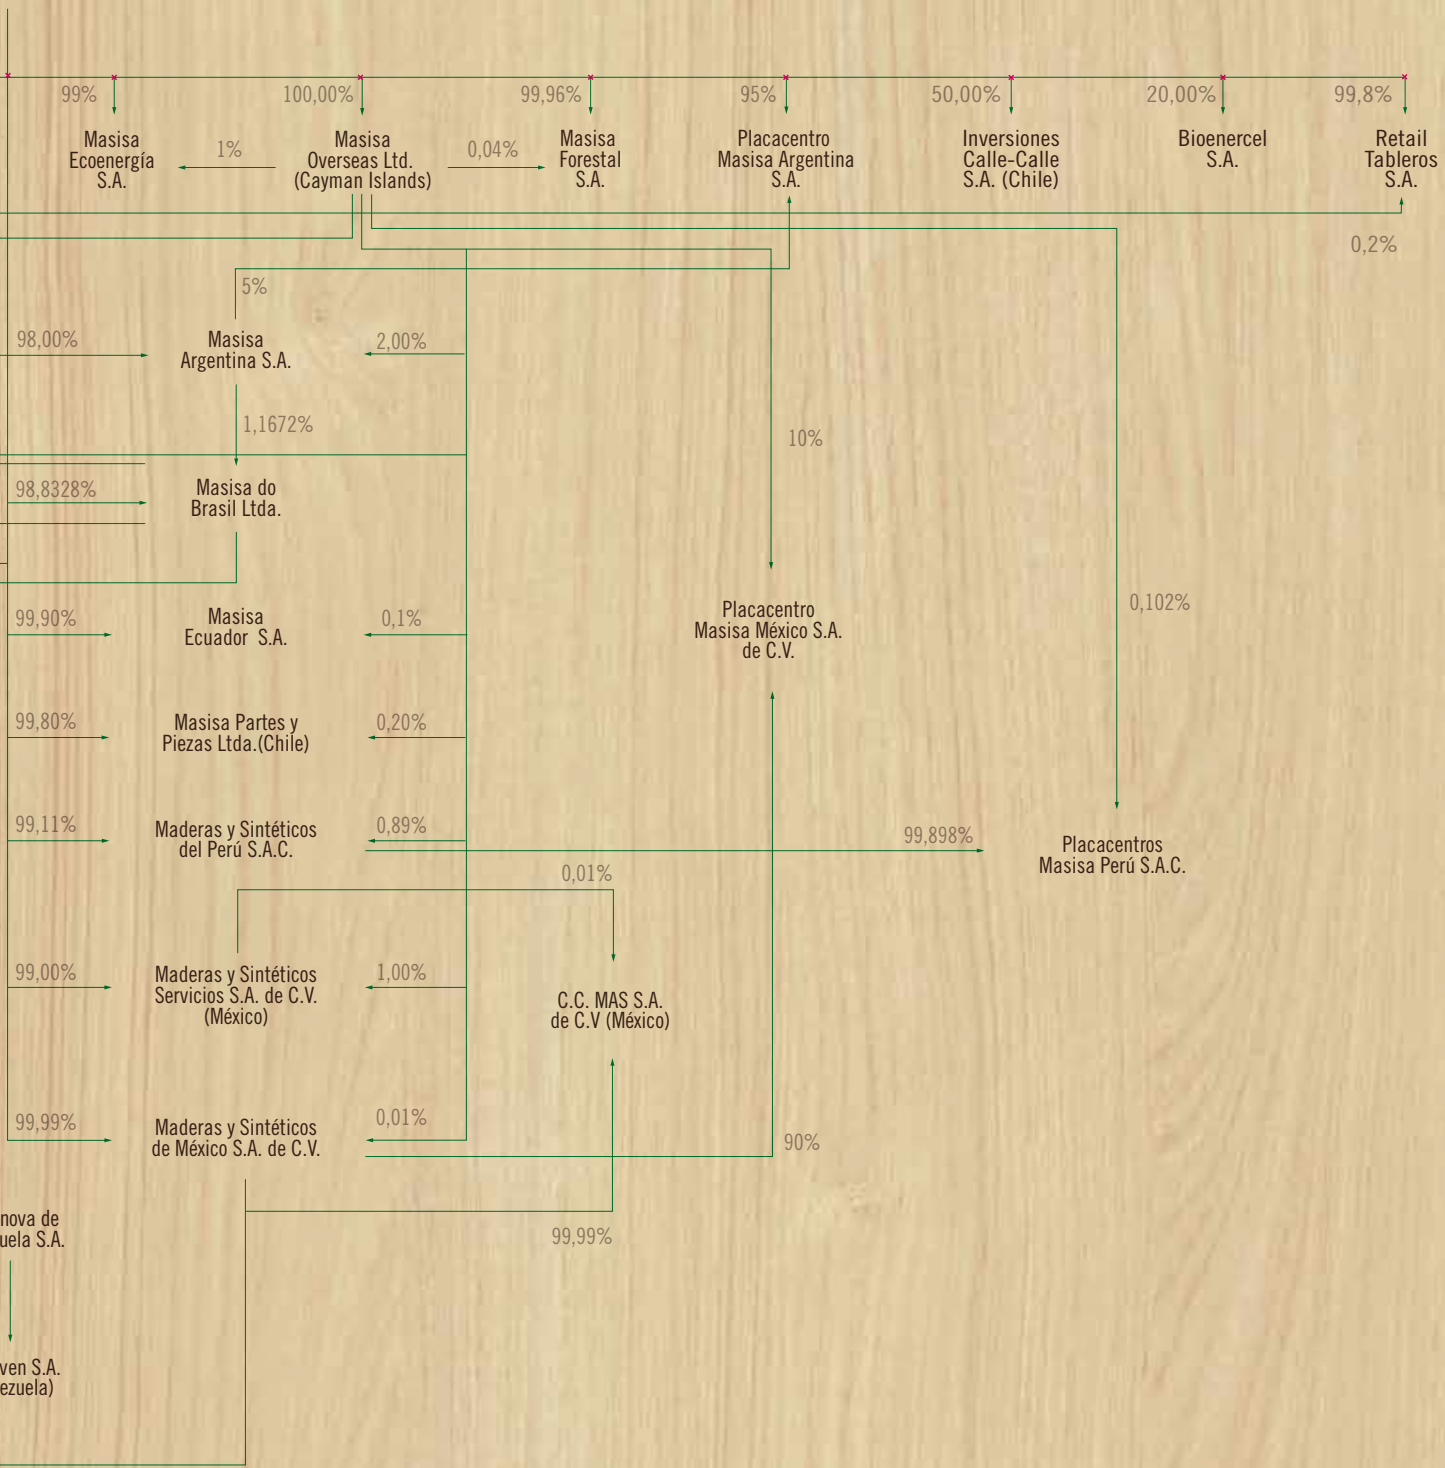 99%
100,00%
99,96%
95%
50,00%
20,00%
99,8%
Masisa
Ecoenergía
S.A.
1%
Masisa
Overseas Ltd.
(Cayman Islands)
0,04%
Masisa
Forestal
S.A.
Placacentro
Masisa Argentina
S.A.
Inversiones
Calle-Calle
S.A. (Chile)
Bioenercel
S.A.
Retail
Tableros
S.A.
0,2%
5%
98,00%
Masisa
Argentina S.A.
2,00%
1,1672%
10%
98,8328%
Masisa do
Brasil Ltda.
99,90%
Masisa
Ecuador S.A.
0,1%
Placacentro
Masisa México S.A.
de C.V.
0,102%
99,80%
Masisa Partes y
Piezas Ltda.(Chile)
0,20%
99,11%
Maderas y Sintéticos
del Perú S.A.C.
0,89%
99,898%
Placacentros
Masisa Perú S.A.C.
0,01%
99,00%
Maderas y Sintéticos
Servicios S.A. de C.V.
(México)
1,00%
C.C. MAS S.A.
de C.V (México)
99,99%
Maderas y Sintéticos
de México S.A. de C.V.
0,01%
90%
nova de
uela S.A.
99,99%
ven S.A.
ezuela)